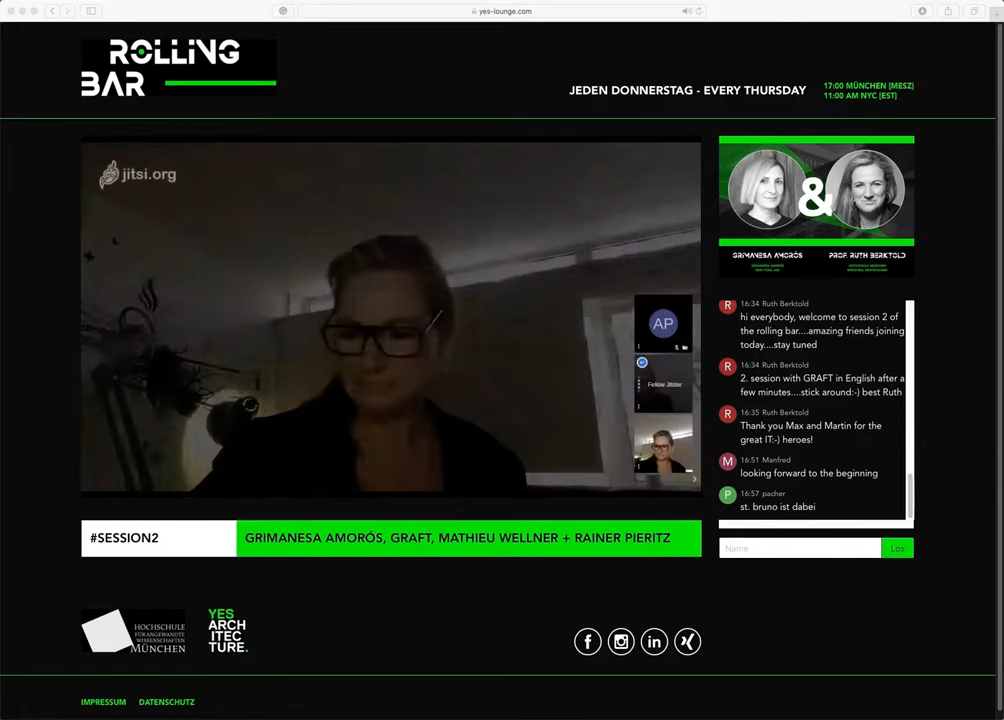 yes-lounge.com
ROLLING
BAR
JEDEN DONNERSTAG - EVERY THURSDAY
17:00 MÜNCHEN [MESZ]
11:00 AM NYC [EST]
jitsi.org
AP
Fellow Jitster
&
GRIMANESA AMORÓS
PROF. RUTH BERKTOLD
R
16:34 Ruth Berktold
hi everybody, welcome to session 2 of
the rolling bar....amazing friends joining
today....stay tuned
R
16:34 Ruth Berktold
2. session with GRAFT in English after a
few minutes....stick around:-) best Ruth
R
16:35 Ruth Berktold
Thank you Max and Martin for the
great IT:-) heroes!
M
16:51 Manfred
looking forward to the beginning
P
16:57 pacher
st. bruno ist dabei
Name
Los
#SESSION2
GRIMANESA AMORÓS, GRAFT, MATHIEU WELLNER + RAINER PIERITZ
HOCHSCHULE
FÜR ANGEWANDTE
WISSENSCHAFTEN
MÜNCHEN
YES
ARCH
ITEC
TURE.
f
in
IMPRESSUM
DATENSCHUTZ